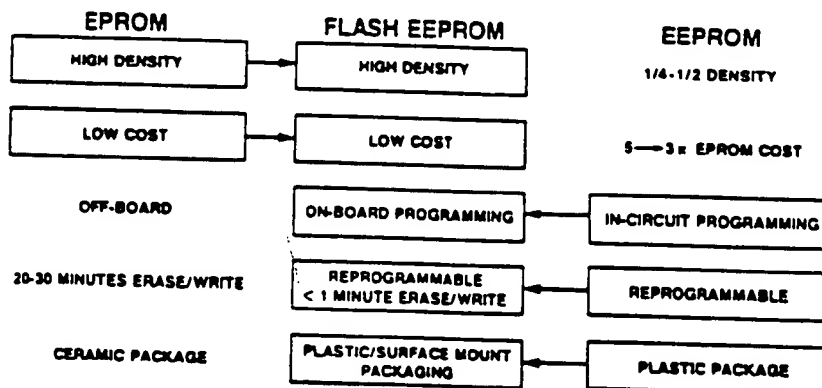 EPROM
FLASH EEPROM
EEPROM
HIGH DENSITY
HIGH DENSITY
1/4-1/2 DENSITY
LOW COST
LOW COST
5→3x EPROM COST
OFF-BOARD
ON-BOARD PROGRAMMING
IN-CIRCUIT PROGRAMMING
20-30 MINUTES ERASE/WRITE
REPROGRAMMABLE
< 1 MINUTE ERASE/WRITE
REPROGRAMMABLE
CERAMIC PACKAGE
PLASTIC/SURFACE MOUNT
PACKAGING
PLASTIC PACKAGE